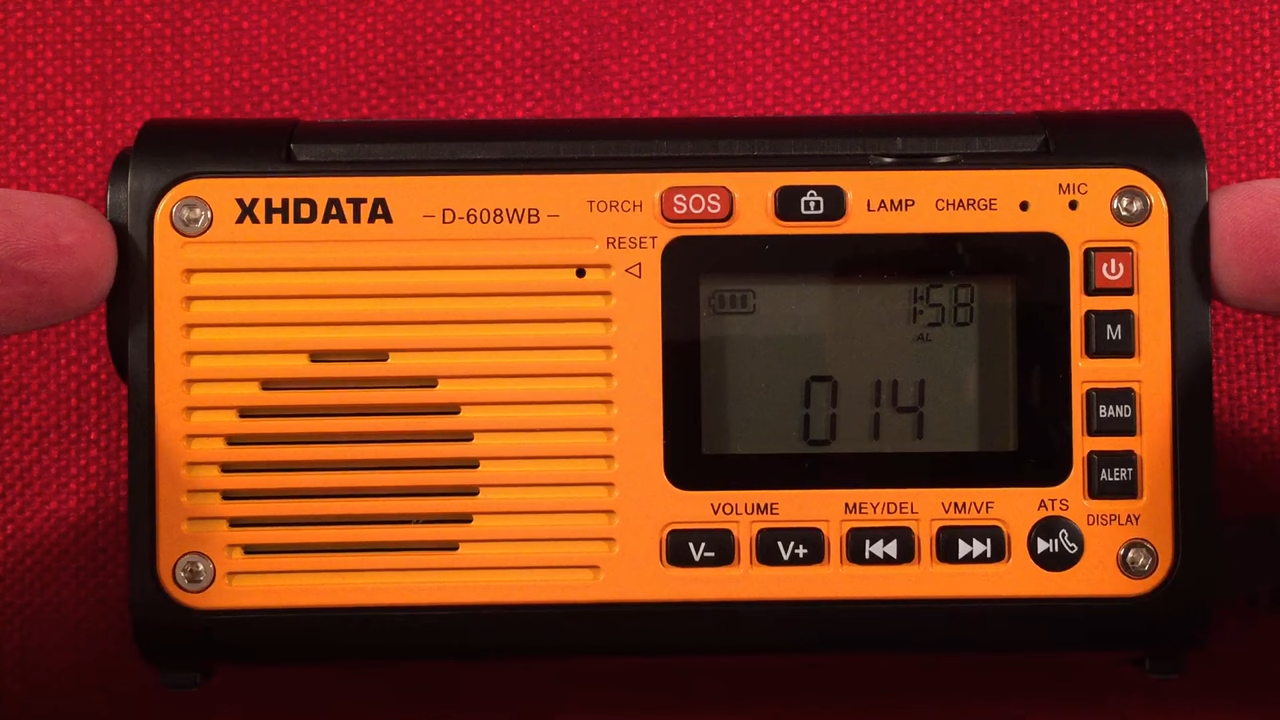 XHDATA
–D-608WB–
TORCH
SOS
LAMP
CHARGE
MIC
RESET
1:58
AL
014
M
BAND
ALERT
VOLUME
MEY/DEL
VM/VF
ATS
DISPLAY
V–
V+